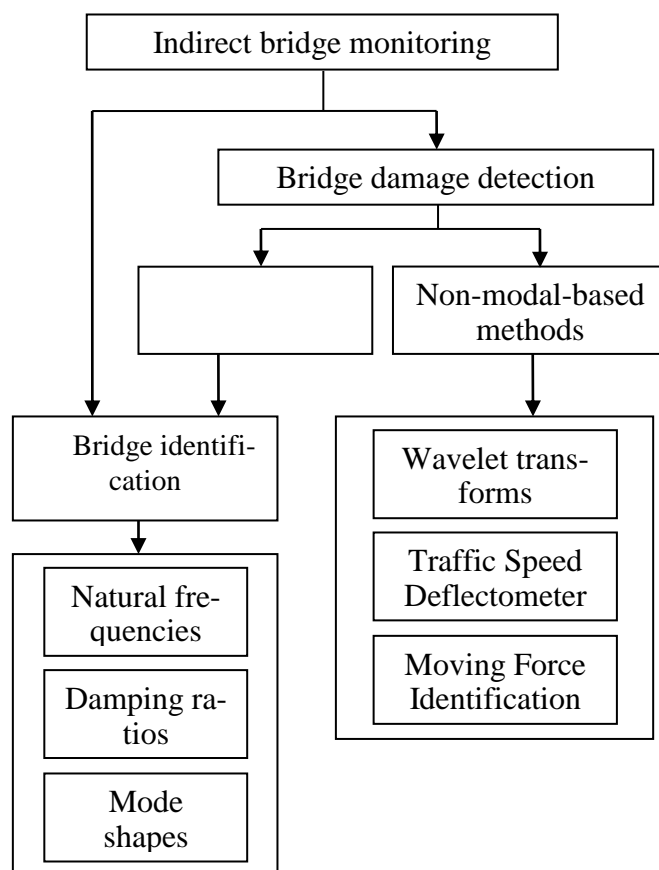 Indirect bridge monitoring
Bridge damage detection
Non-modal-based
methods
Bridge identifi-
cation
Wavelet trans-
forms
Traffic Speed
Deflectometer
Moving Force
Identification
Natural fre-
quencies
Damping ra-
tios
Mode
shapes